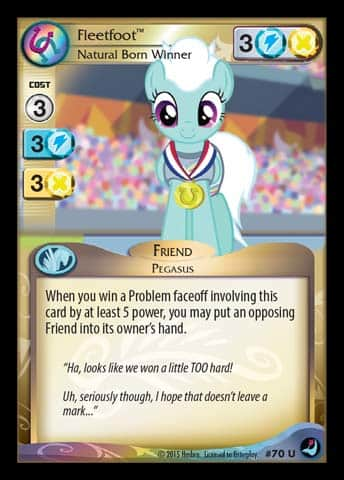 Fleetfoot™
Natural Born Winner
3
COST
3
3
3
FRIEND
PEGASUS
When you win a Problem faceoff involving this
card by at least 5 power, you may put an opposing
Friend into its owner's hand.
"Ha, looks like we won a little TOO hard!
Uh, seriously though, I hope that doesn't leave a
mark..."
© 2015 Hasbro. Licensed to Enterplay. #70 U